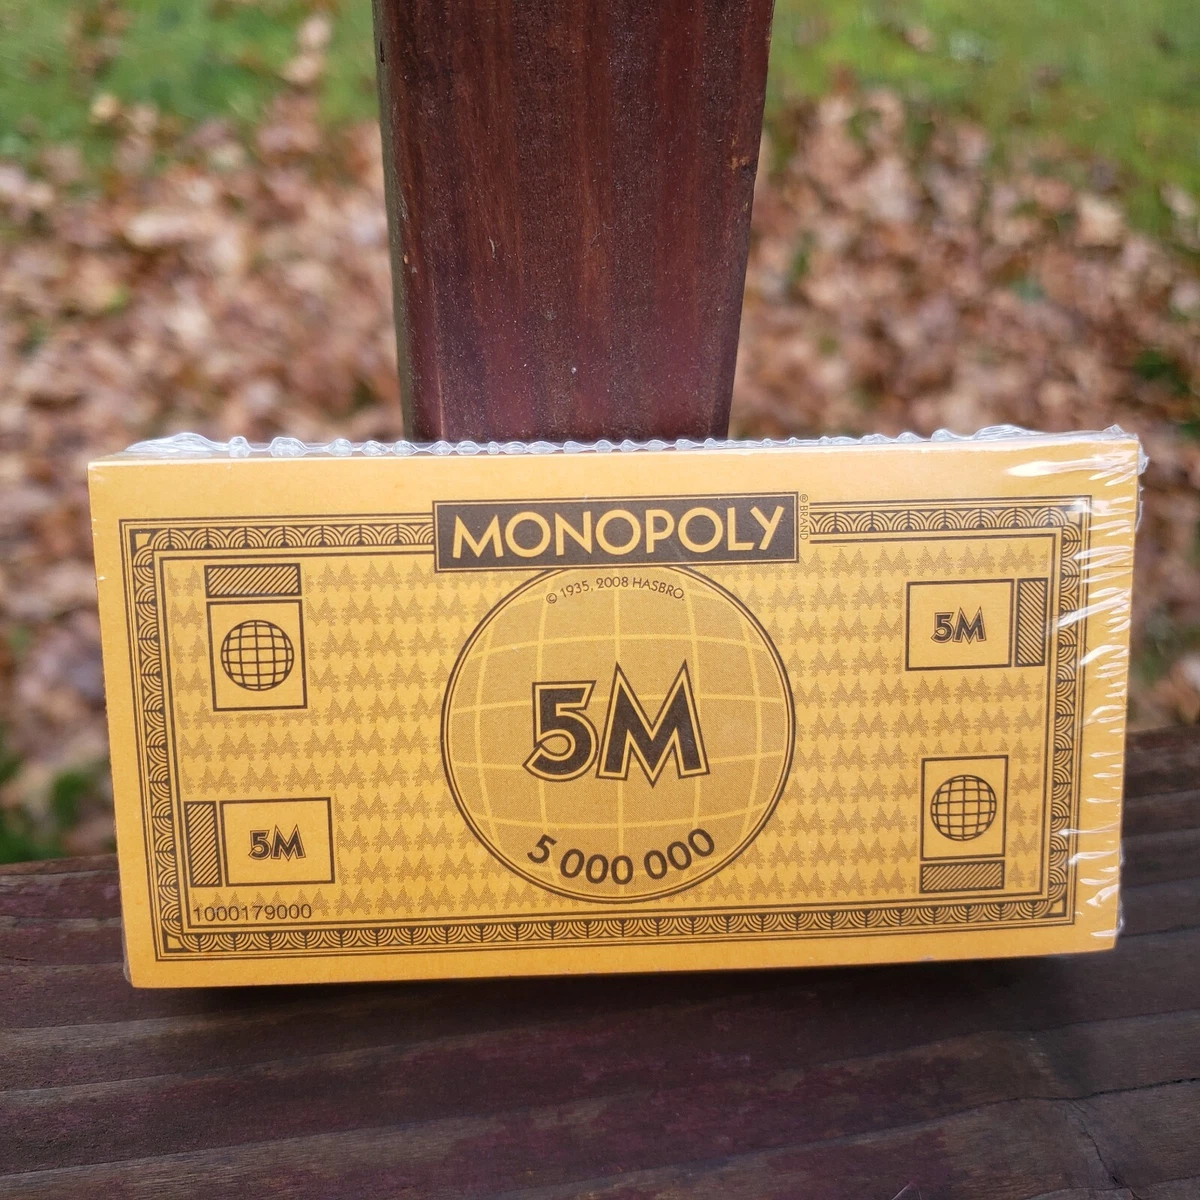 MONOPOLY
®BRAND
© 1935, 2008 HASBRO.
5M
5M
5 000 000
5M
1000179000